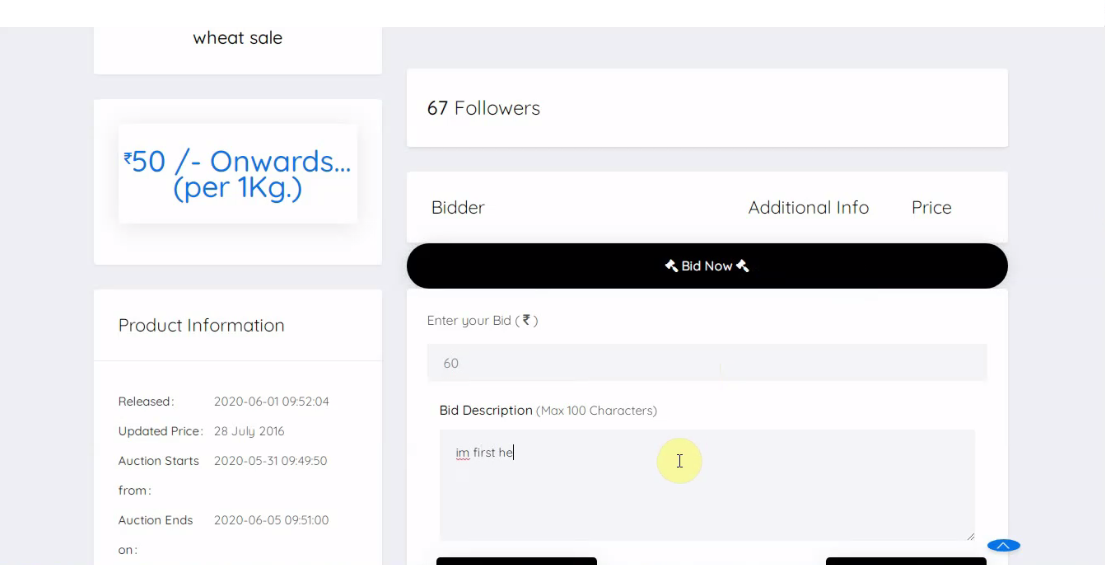 wheat sale
₹50 /- Onwards...
(per 1Kg.)
Product Information
Released: 2020-06-01 09:52:04
Updated Price: 28 July 2016
Auction Starts 2020-05-31 09:49:50
from:
Auction Ends 2020-06-05 09:51:00
on:
67 Followers
Bidder Additional Info Price
Bid Now
Enter your Bid ( ₹ )
60
Bid Description (Max 100 Characters)
im first he